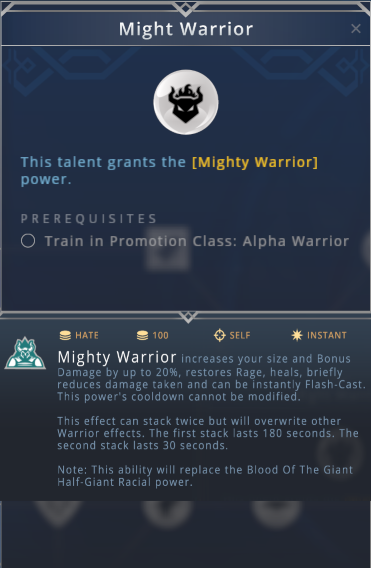 Might Warrior
This talent grants the [Mighty Warrior]
power.
PREREQUISITES
Train in Promotion Class: Alpha Warrior
HATE 100 SELF INSTANT
Mighty Warrior increases your size and Bonus
Damage by up to 20%, restores Rage, heals, briefly
reduces damage taken and can be instantly Flash-Cast.
This power's cooldown cannot be modified.
This effect can stack twice but will overwrite other
Warrior effects. The first stack lasts 180 seconds. The
second stack lasts 30 seconds.
Note: This ability will replace the Blood Of The Giant
Half-Giant Racial power.